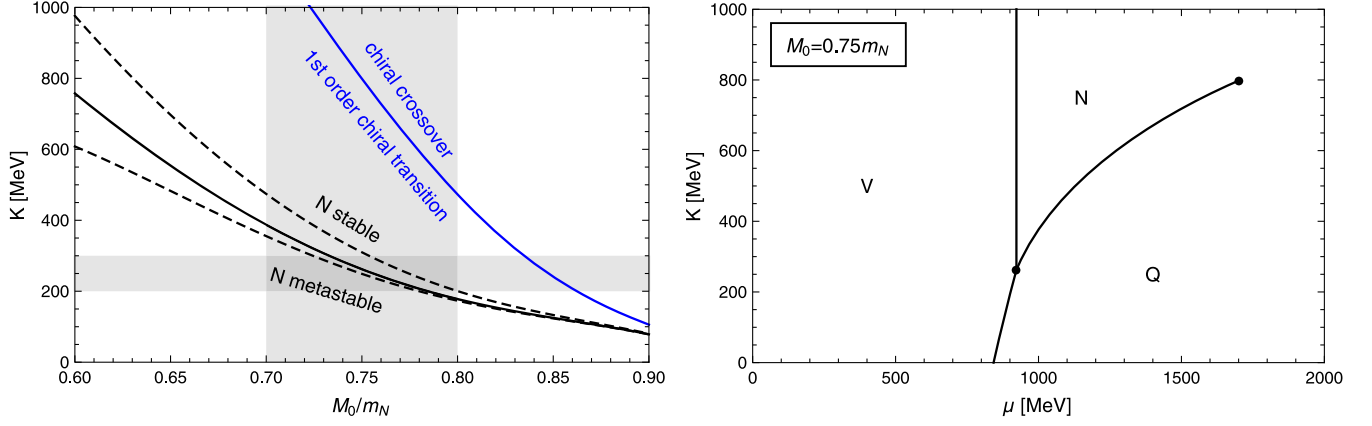 1000
800
600
400
200
0
K [MeV]
0.60
0.65
0.70
0.75
0.80
0.85
0.90
M₀/m_N
chiral crossover
1st order chiral transition
N stable
N metastable
1000
800
600
400
200
0
K [MeV]
M₀=0.75m_N
V
N
Q
0
500
1000
1500
2000
μ [MeV]